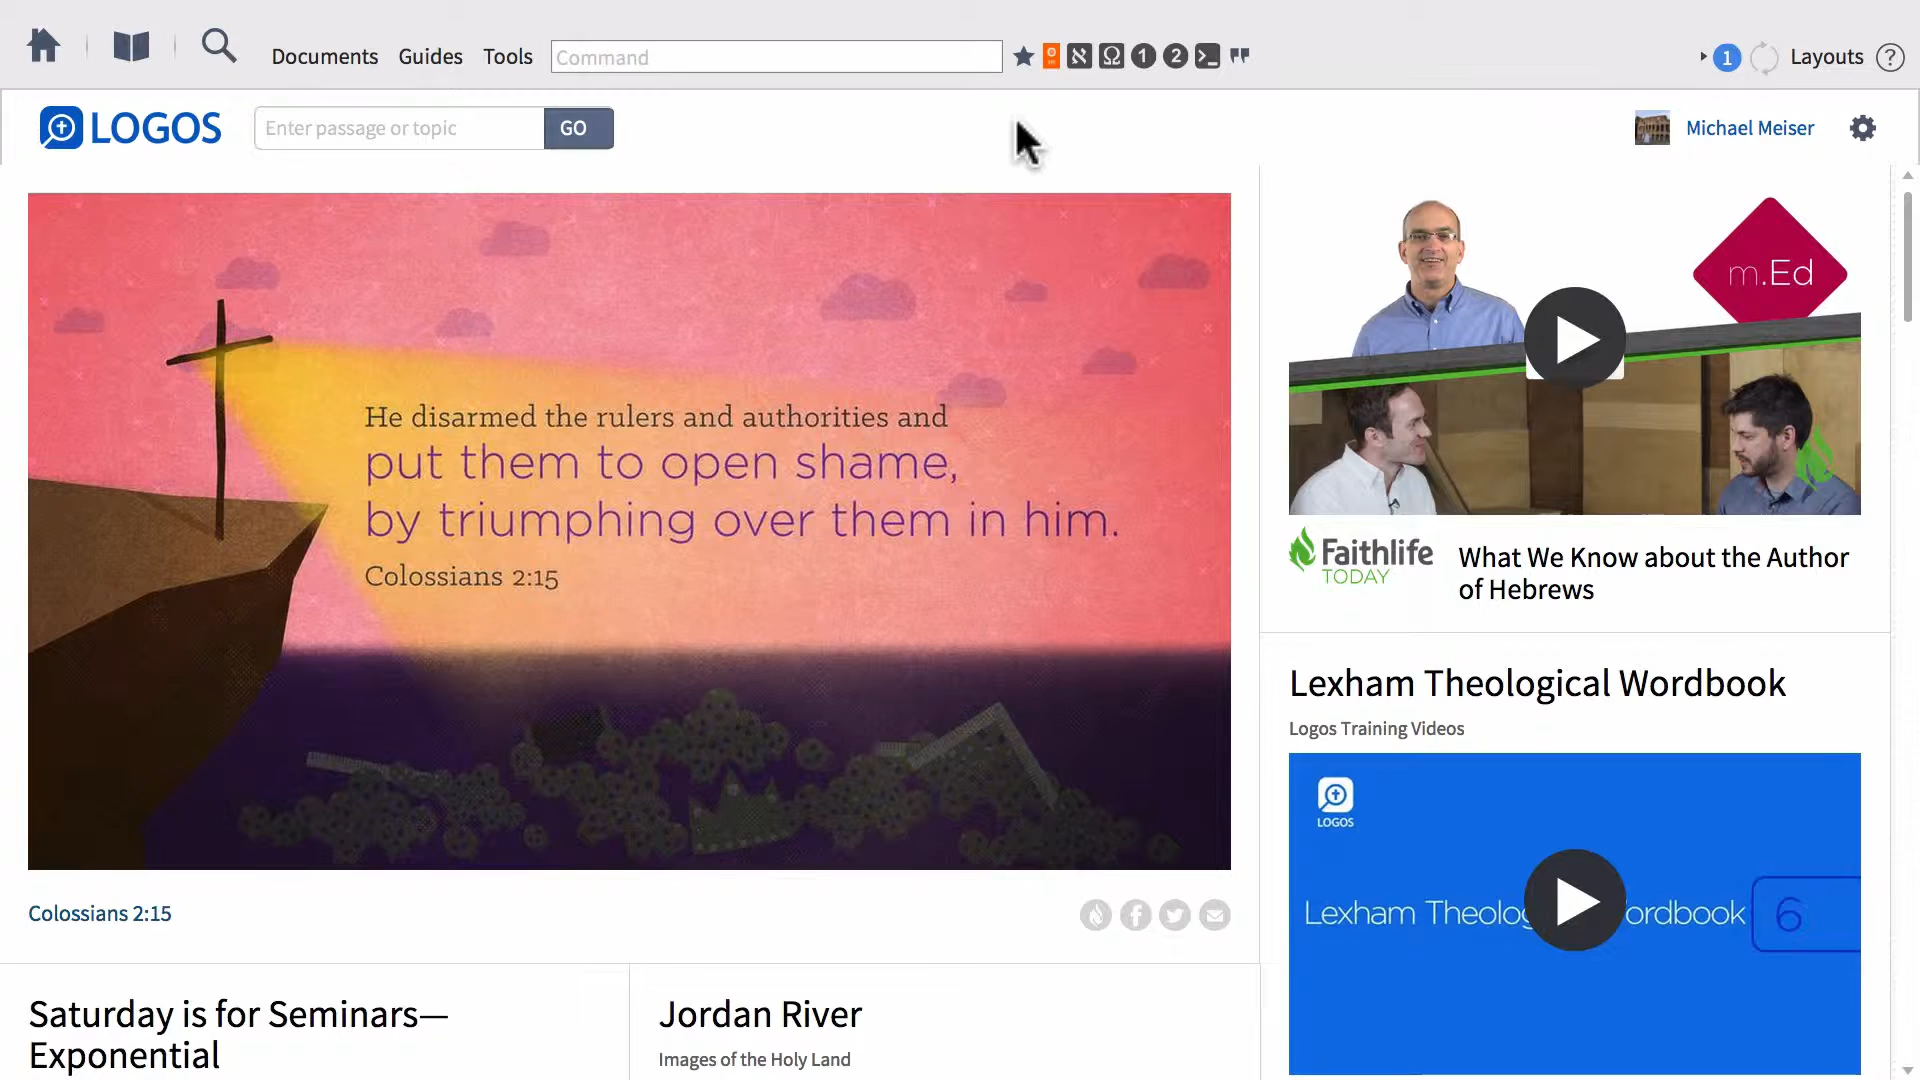 Documents Guides Tools Command 1 2 1 Layouts ?
LOGOS Enter passage or topic GO Michael Meiser
m.Ed
He disarmed the rulers and authorities and
put them to open shame,
by triumphing over them in him.
Colossians 2:15
Faithlife
TODAY
What We Know about the Author
of Hebrews
Lexham Theological Wordbook
Logos Training Videos
LOGOS
Lexham 6
Colossians 2:15
Saturday is for Seminars—
Exponential
Jordan River
Images of the Holy Land